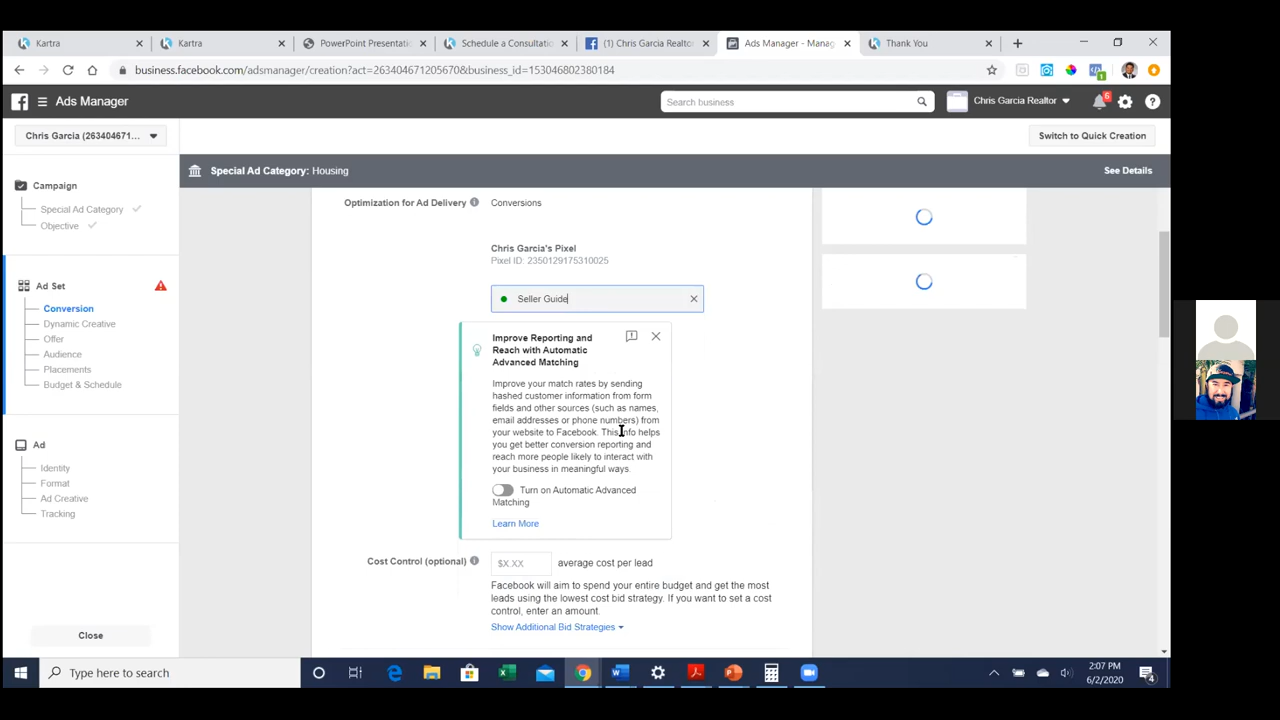 Kartra
Kartra
PowerPoint Presentatio
Schedule a Consultatio
(1) Chris Garcia Realtor
Ads Manager - Manag
Thank You
business.facebook.com/adsmanager/creation?act=263404671205670&business_id=153046802380184
Ads Manager
Search business
Chris Garcia Realtor
6
Chris Garcia (26340467l...
Switch to Quick Creation
Special Ad Category: Housing
See Details
Campaign
Special Ad Category
Objective
Ad Set
Conversion
Dynamic Creative
Offer
Audience
Placements
Budget & Schedule
Ad
Identity
Format
Ad Creative
Tracking
Close
Optimization for Ad Delivery
Conversions
Chris Garcia's Pixel
Pixel ID: 2350129175310025
Seller Guide
Improve Reporting and
Reach with Automatic
Advanced Matching
Improve your match rates by sending
hashed customer information from form
fields and other sources (such as names,
email addresses or phone numbers) from
your website to Facebook. This info helps
you get better conversion reporting and
reach more people likely to interact with
your business in meaningful ways.
Turn on Automatic Advanced
Matching
Learn More
Cost Control (optional)
$X.XX
average cost per lead
Facebook will aim to spend your entire budget and get the most
leads using the lowest cost bid strategy. If you want to set a cost
control, enter an amount.
Show Additional Bid Strategies
Type here to search
2:07 PM
6/2/2020
4